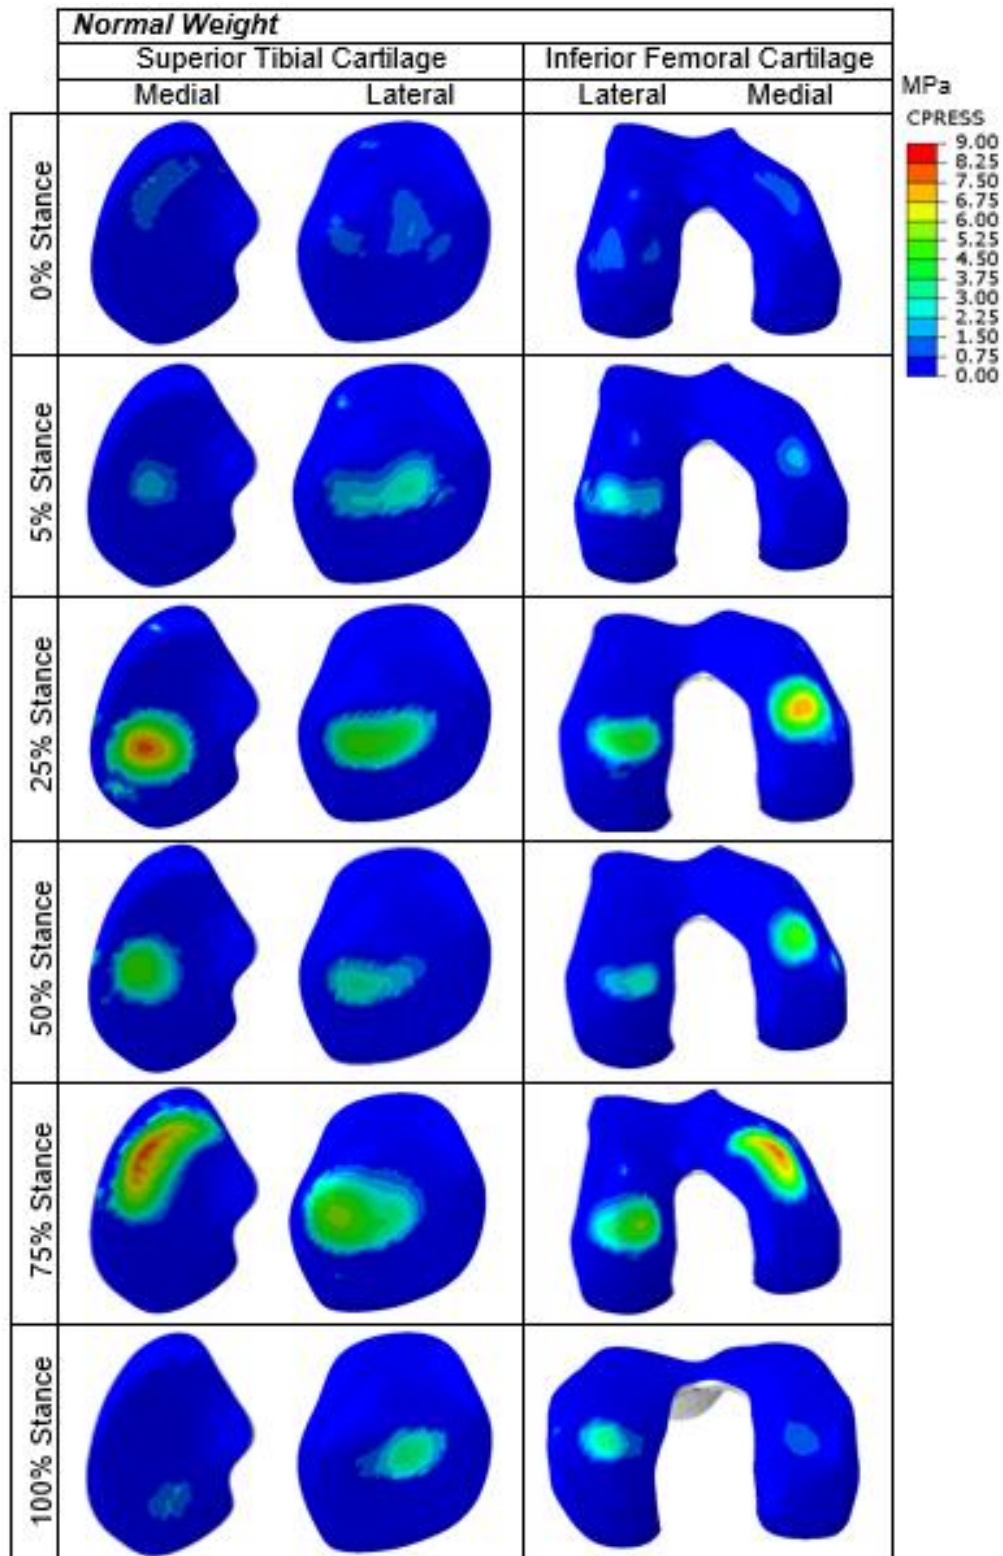 Normal Weight
Superior Tibial Cartilage
Inferior Femoral Cartilage
Medial
Lateral
Lateral
Medial
MPa
CPRESS
9.00
8.25
7.50
6.75
6.00
5.25
4.50
3.75
3.00
2.25
1.50
0.75
0.00
0% Stance
5% Stance
25% Stance
50% Stance
75% Stance
100% Stance